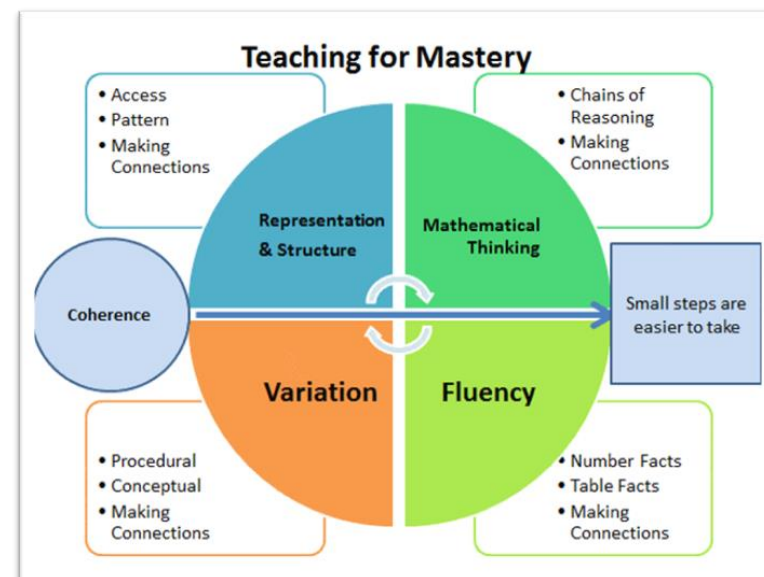 Teaching for Mastery
• Access
• Pattern
• Making
Connections
• Chains of
Reasoning
• Making
Connections
Representation
& Structure
Mathematical
Thinking
Coherence
Small steps are
easier to take
Variation
Fluency
• Procedural
• Conceptual
• Making
Connections
• Number Facts
• Table Facts
• Making
Connections